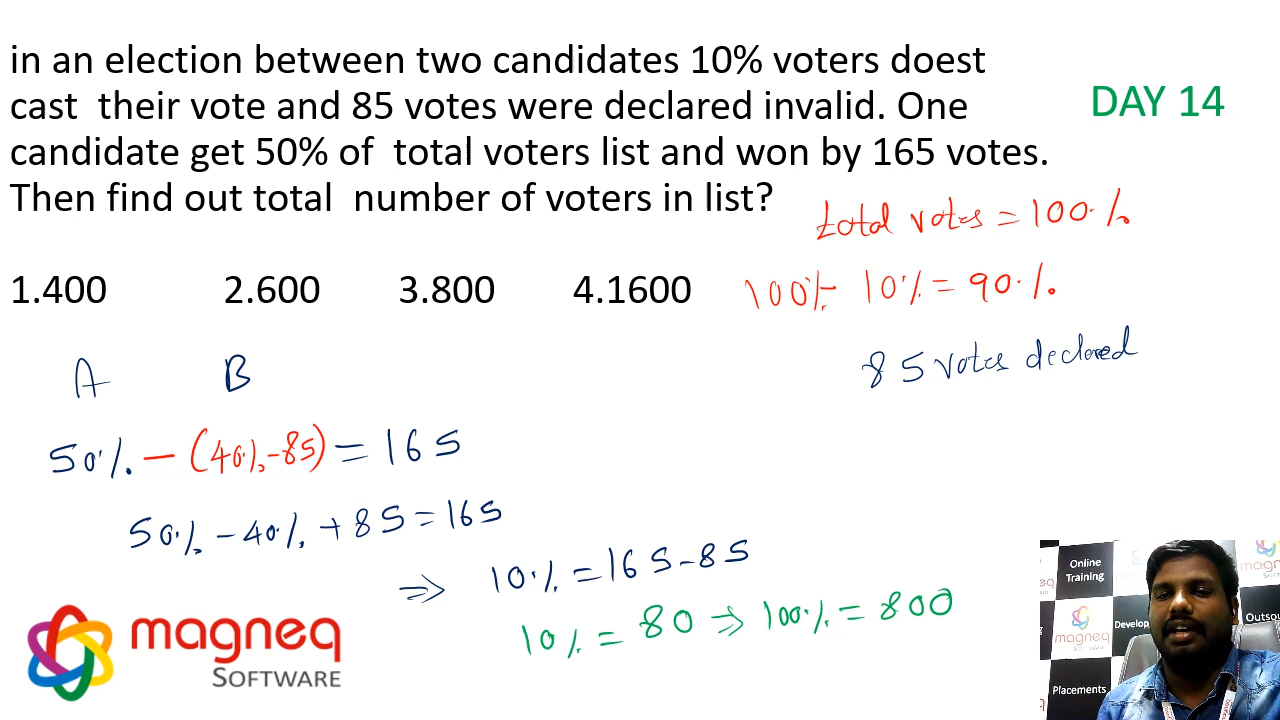 in an election between two candidates 10% voters doest
cast their vote and 85 votes were declared invalid. One
candidate get 50% of total voters list and won by 165 votes.
Then find out total number of voters in list?
DAY 14
1.400 2.600 3.800 4.1600
total votes = 100%
100% - 10% = 90%
85 votes declared
A B
50% - (40% - 85) = 165
50% - 40% + 85 = 165
⇒ 10% = 165 - 85
10% = 80 ⇒ 100% = 800
magneq
SOFTWARE
Online
Training
magneq
Develop
Outsou
Placements